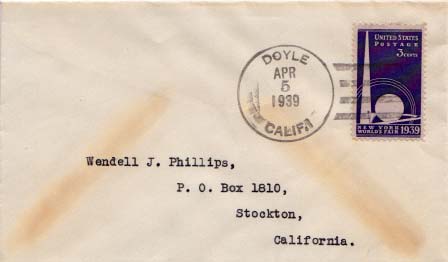 DOYLE
APR
5
1939
CALIF.
UNITED STATES
POSTAGE
3 CENTS
NEW YORK
WORLD'S FAIR 1939
Wendell J. Phillips,
P. O. Box 1810,
Stockton,
California.